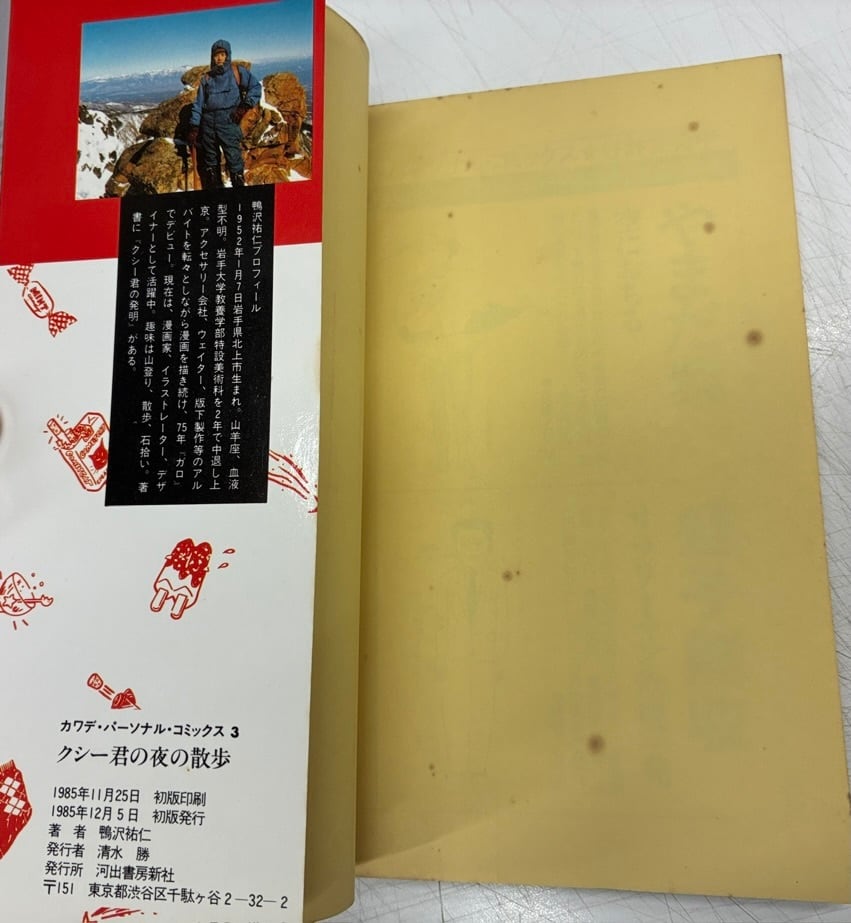 鴨沢祐仁プロフィール
1952年1月7日岩手県北上市生まれ。山羊座、血液
型不明。岩手大学教養学部特設美術科を2年で中退し上
京。アクセサリー会社、ウェイター、版下製作等のアル
バイトを転々としながら漫画を描き続け、75年『ガロ』
でデビュー。現在は、漫画家、イラストレーター、デザ
イナーとして活躍中。趣味は山登り、散歩、石拾い。著
書に『クシー君の発明』がある。
MINT
カワデ・パーソナル・コミックス 3
クシー君の夜の散歩
1985年11月25日 初版印刷
1985年12月5日 初版発行
著 者 鴨沢祐仁
発行者 清水 勝
発行所 河出書房新社
〒151 東京都渋谷区千駄ヶ谷2―32―2